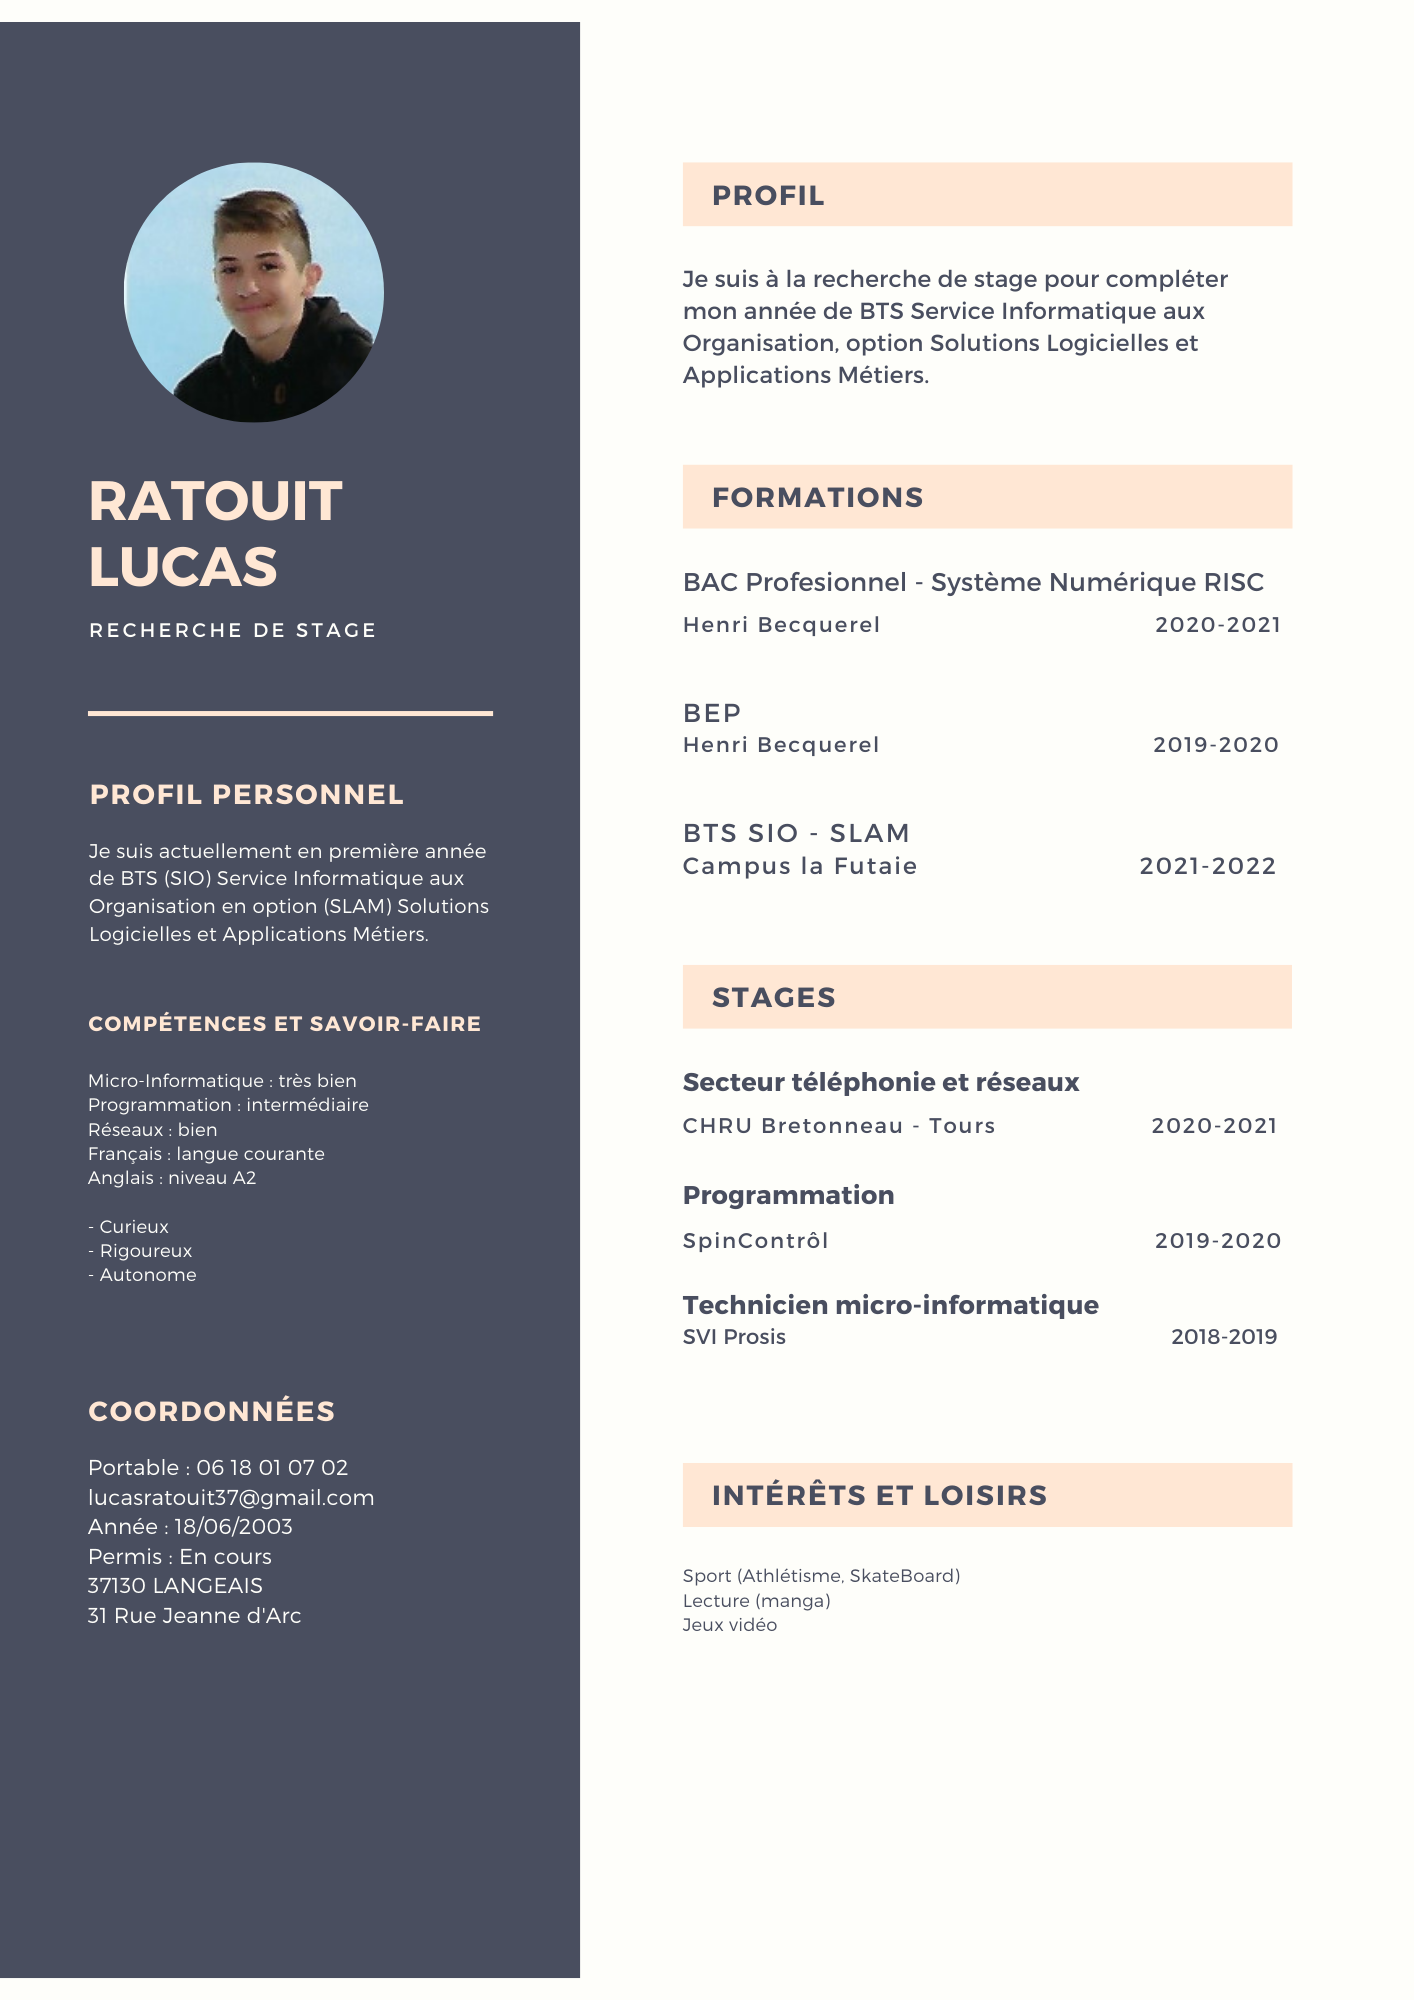 RATOUIT
LUCAS
RECHERCHE DE STAGE
PROFIL PERSONNEL
Je suis actuellement en première année
de BTS (SIO) Service Informatique aux
Organisation en option (SLAM) Solutions
Logicielles et Applications Métiers.
COMPÉTENCES ET SAVOIR-FAIRE
Micro-Informatique : très bien
Programmation : intermédiaire
Réseaux : bien
Français : langue courante
Anglais : niveau A2
- Curieux
- Rigoureux
- Autonome
COORDONNÉES
Portable : 06 18 01 07 02
lucasratouit37@gmail.com
Année : 18/06/2003
Permis : En cours
37130 LANGEAIS
31 Rue Jeanne d'Arc
PROFIL
Je suis à la recherche de stage pour compléter
mon année de BTS Service Informatique aux
Organisation, option Solutions Logicielles et
Applications Métiers.
FORMATIONS
BAC Profesionnel - Système Numérique RISC
Henri Becquerel 2020-2021
BEP
Henri Becquerel 2019-2020
BTS SIO - SLAM
Campus la Futaie 2021-2022
STAGES
Secteur téléphonie et réseaux
CHRU Bretonneau - Tours 2020-2021
Programmation
SpinContrôl 2019-2020
Technicien micro-informatique
SVI Prosis 2018-2019
INTÉRÊTS ET LOISIRS
Sport (Athlétisme, SkateBoard)
Lecture (manga)
Jeux vidéo